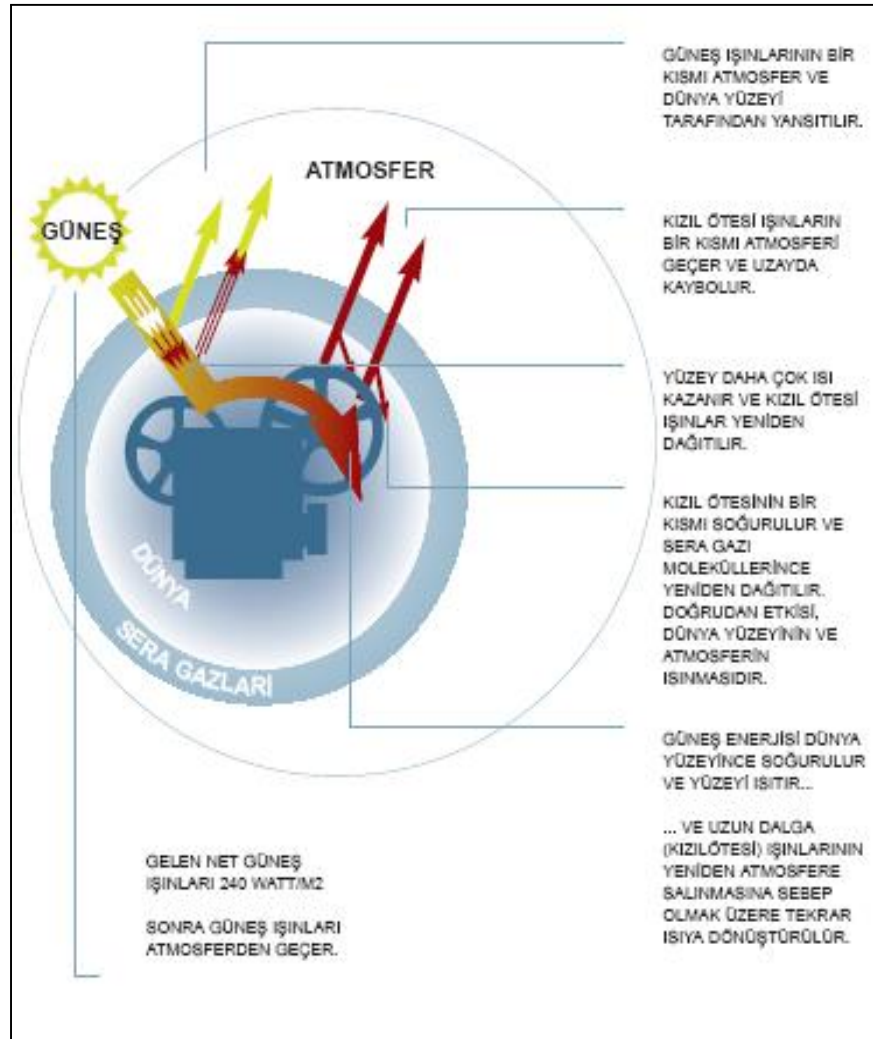 GÜNEŞ IŞINLARININ BİR
KISMI ATMOSFER VE
DÜNYA YÜZEYİ
TARAFINDAN YANSITILIR.
ATMOSFER
GÜNEŞ
KIZIL ÖTESİ IŞINLARIN
BİR KISMI ATMOSFERİ
GEÇER VE UZAYDA
KAYBOLUR.
YÜZEY DAHA ÇOK ISI
KAZANIR VE KIZIL ÖTESİ
IŞINLAR YENİDEN
DAĞITILIR.
KIZIL ÖTESİNİN BİR
KISMI SOĞURULUR VE
SERA GAZI
MOLEKÜLLERİNCE
YENİDEN DAĞITILIR.
DOĞRUDAN ETKİSİ,
DÜNYA YÜZEYİNİN VE
ATMOSFERİN
ISINMASIDIR.
DÜNYA
SERA GAZLARİ
GÜNEŞ ENERJİSİ DÜNYA
YÜZEYİNCE SOĞURULUR
VE YÜZEYİ ISITIR...
... VE UZUN DALGA
(KIZILÖTESİ) IŞINLARININ
YENİDEN ATMOSFERE
SALINMASINA SEBEP
OLMAK ÜZERE TEKRAR
ISIYA DÖNÜŞTÜRÜLÜR.
GELEN NET GÜNEŞ
IŞINLARI 240 WATT/M2
SONRA GÜNEŞ IŞINLARI
ATMOSFERDEN GEÇER.